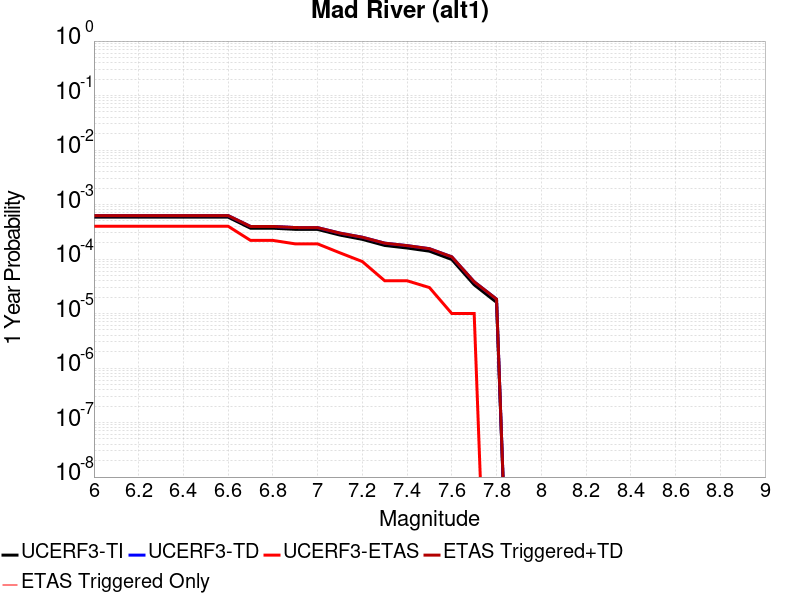 Mad River (alt1)
10^0
10^-1
10^-2
10^-3
10^-4
10^-5
10^-6
10^-7
10^-8
1 Year Probability
6 6.2 6.4 6.6 6.8 7 7.2 7.4 7.6 7.8 8 8.2 8.4 8.6 8.8 9
Magnitude
UCERF3-TI UCERF3-TD UCERF3-ETAS ETAS Triggered+TD
ETAS Triggered Only